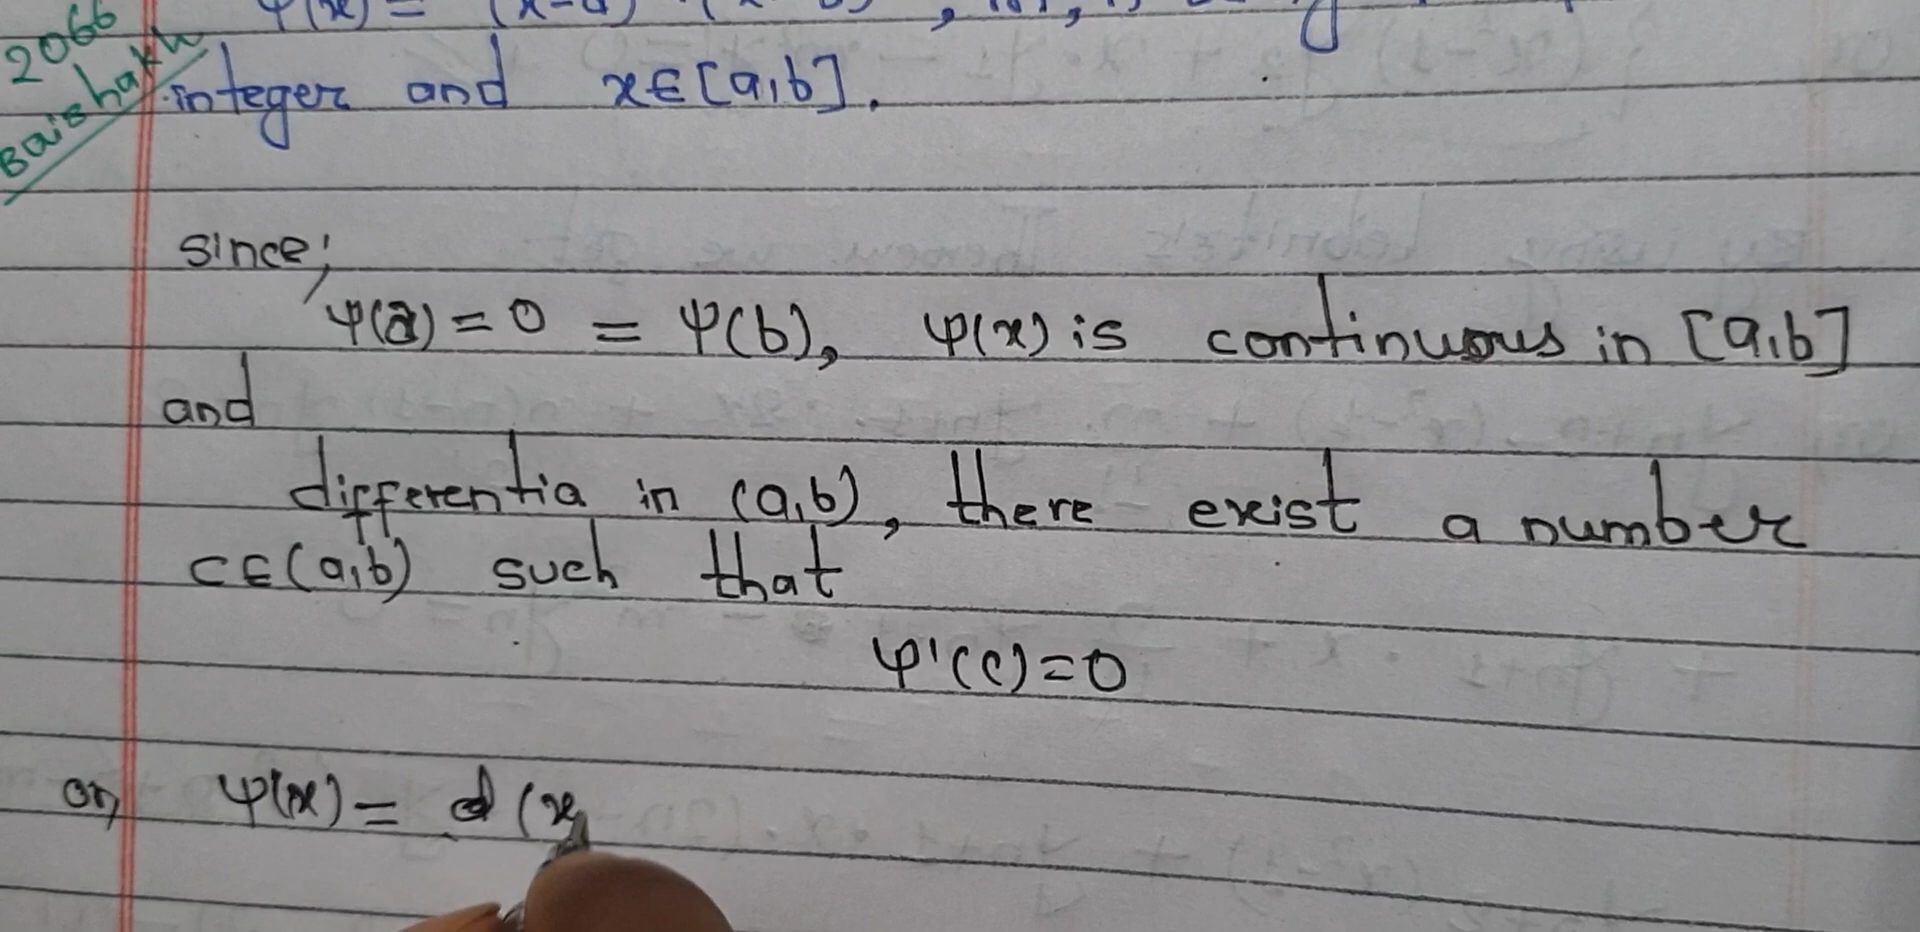 2066
Baishakh
integer and x∈[a,b].
since,
ψ(a)=0 = ψ(b), ψ(x) is continuous in [a,b]
and
differentia in (a,b), there exist a number
c∈(a,b) such that
ψ'(c)=0
or, ψ'(x)= d (x